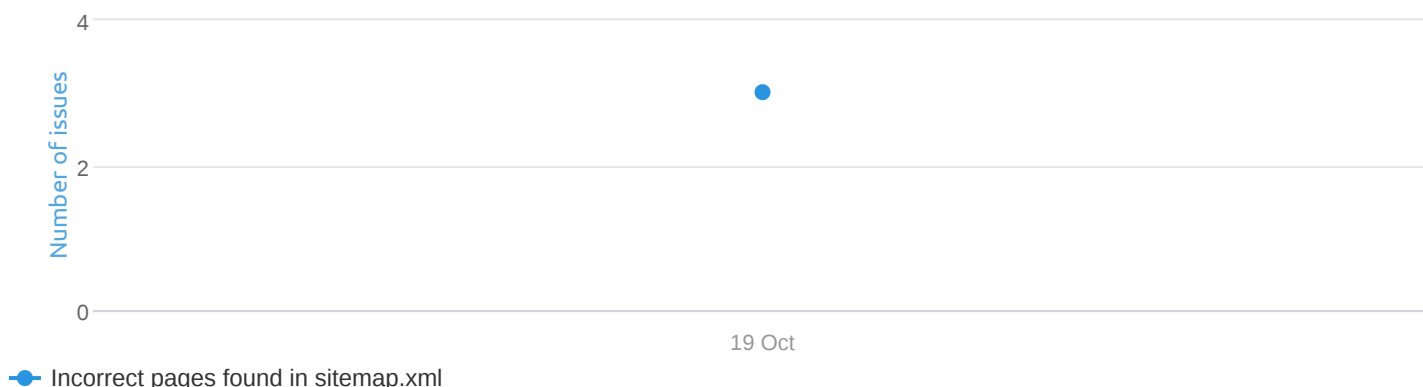 4
Number of issues
2
0
19 Oct
Incorrect pages found in sitemap.xml